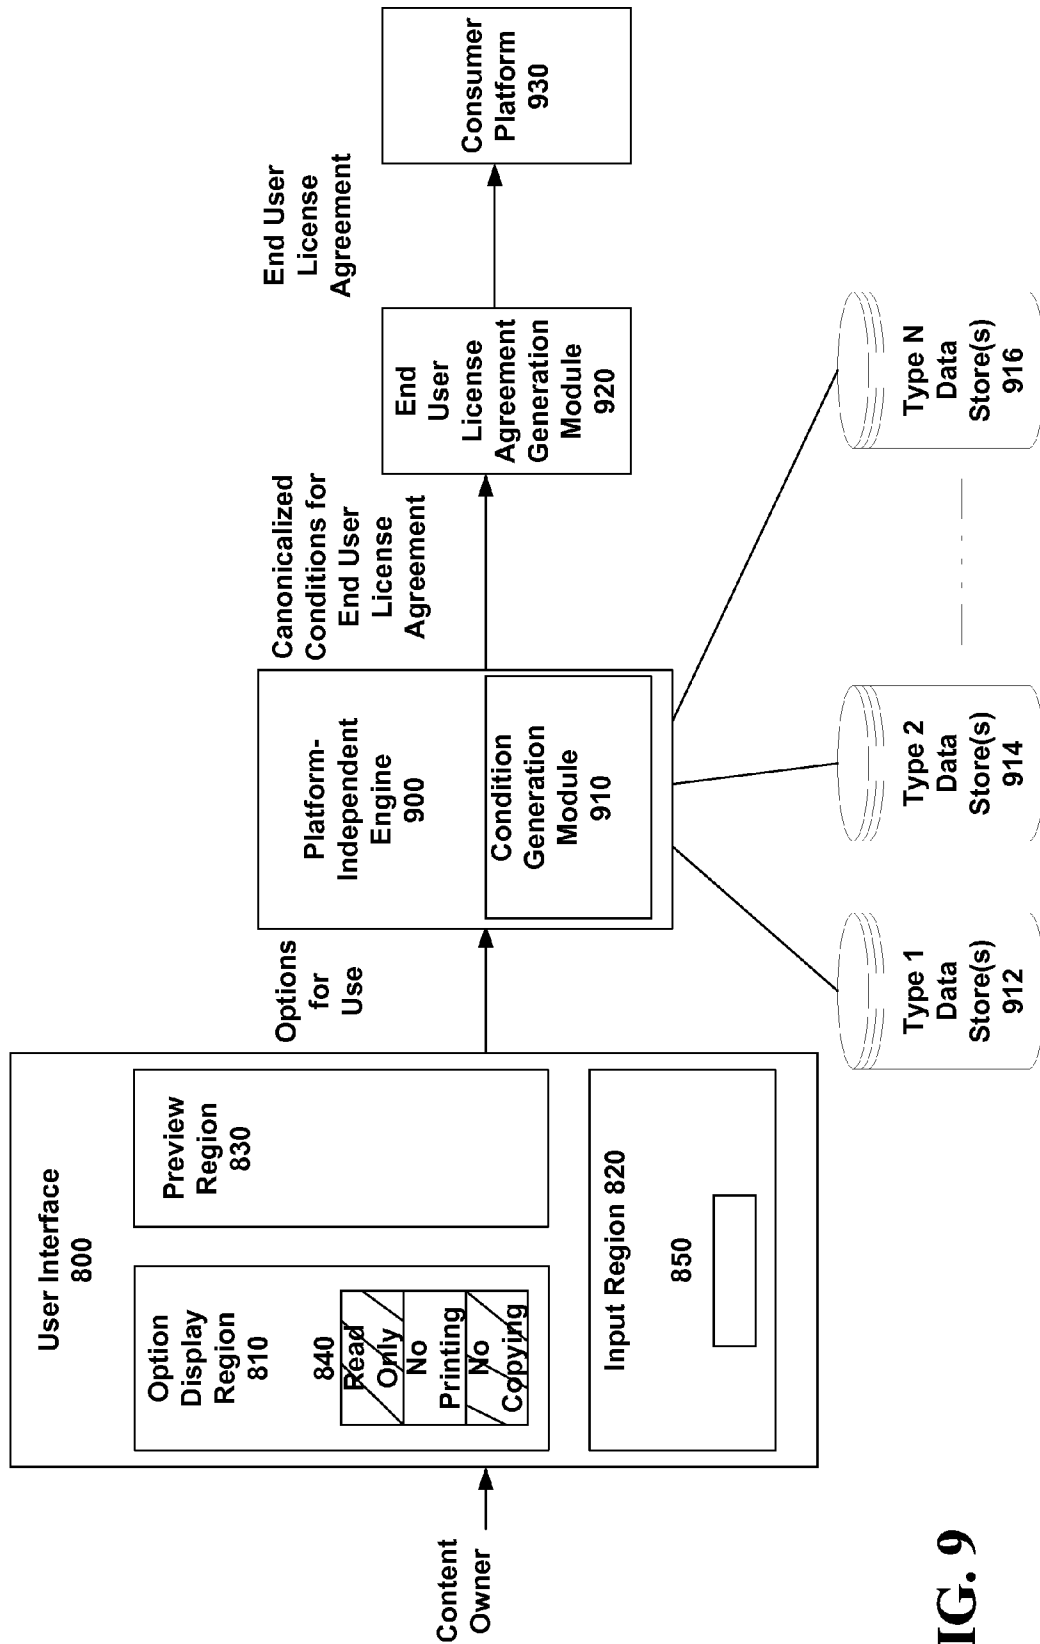 Content
Owner
User Interface
800
Option
Display
Region
810
840
Read
Only
No
Printing
No
Copying
Preview
Region
830
Input Region 820
850
Options
for
Use
Platform-
Independent
Engine
900
Condition
Generation
Module
910
Canonicalized
Conditions for
End User
License
Agreement
End
User
License
Agreement
Generation
Module
920
End User
License
Agreement
Consumer
Platform
930
Type 1
Data
Store(s)
912
Type 2
Data
Store(s)
914
Type N
Data
Store(s)
916
IG. 9